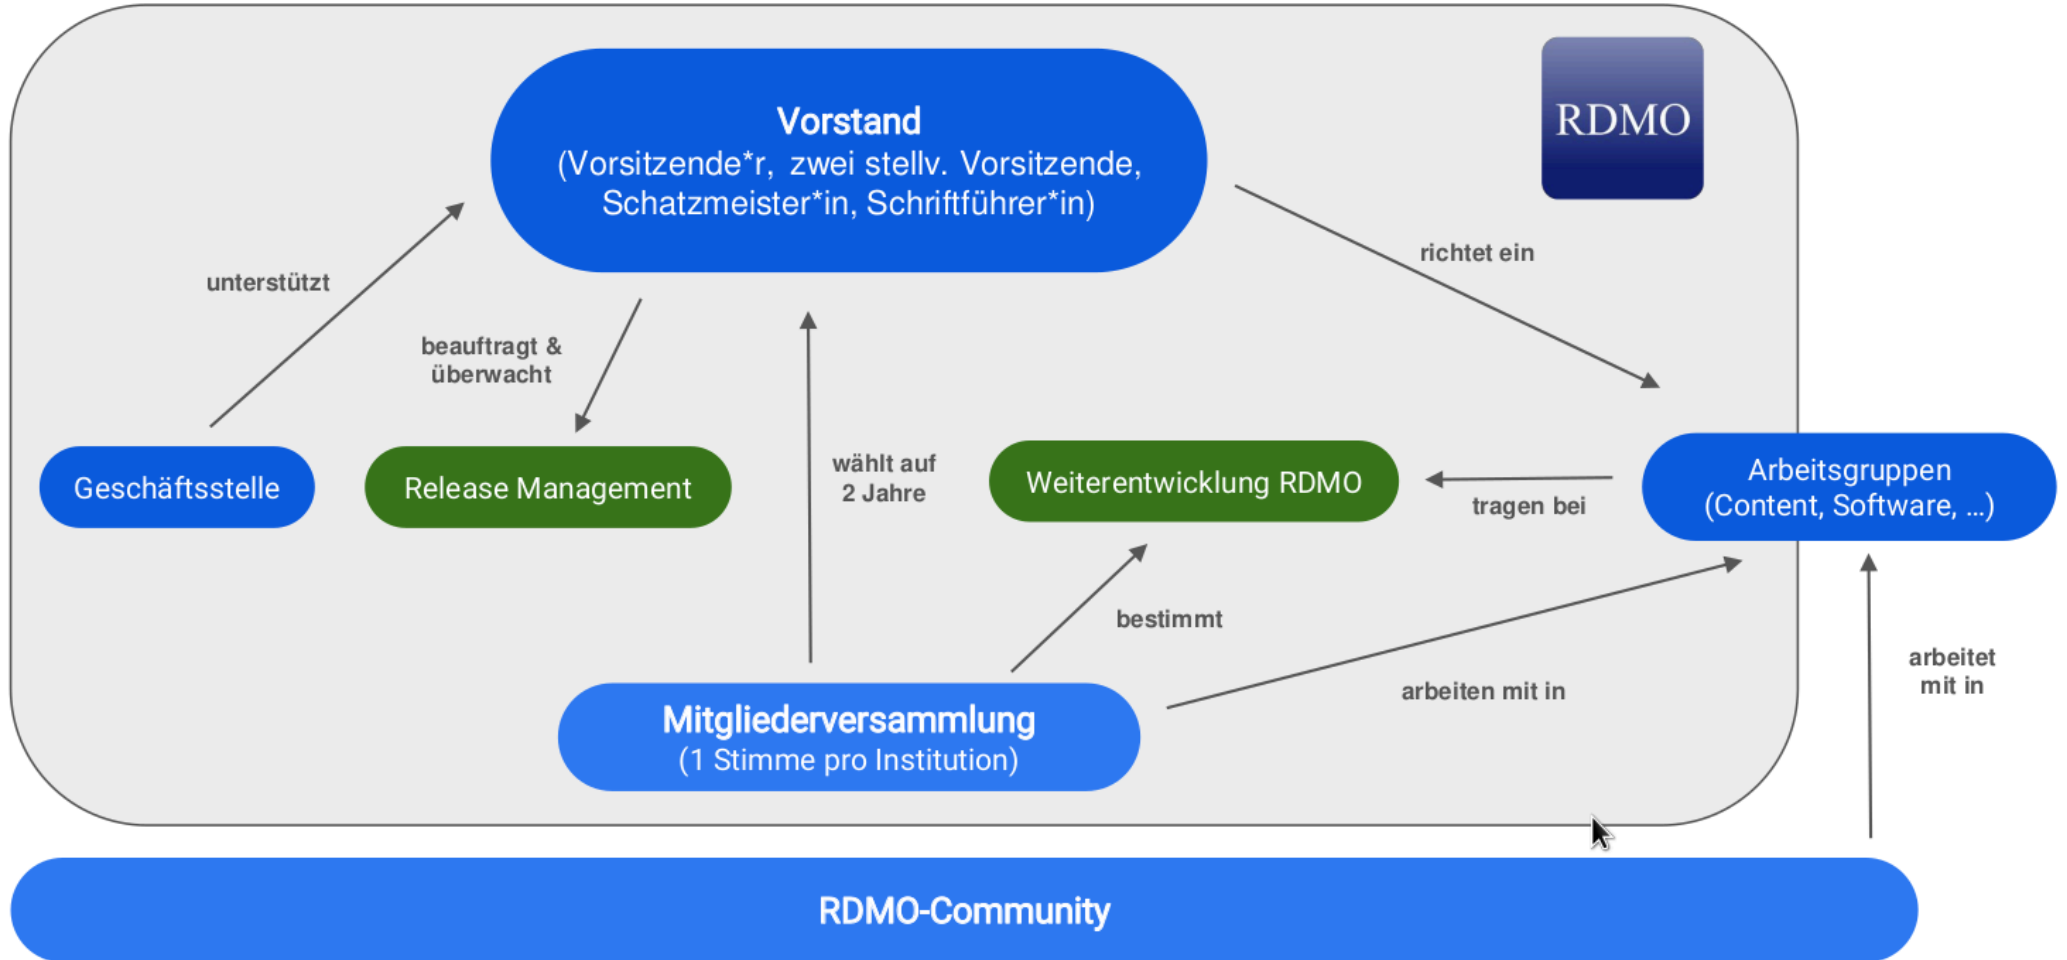 RDMO
Vorstand
(Vorsitzende*r, zwei stellv. Vorsitzende,
Schatzmeister*in, Schriftführer*in)
unterstützt
richtet ein
beauftragt &
überwacht
wählt auf
2 Jahre
Geschäftsstelle
Release Management
Weiterentwicklung RDMO
tragen bei
Arbeitsgruppen
(Content, Software, ...)
bestimmt
arbeiten mit in
arbeitet
mit in
Mitgliederversammlung
(1 Stimme pro Institution)
RDMO-Community